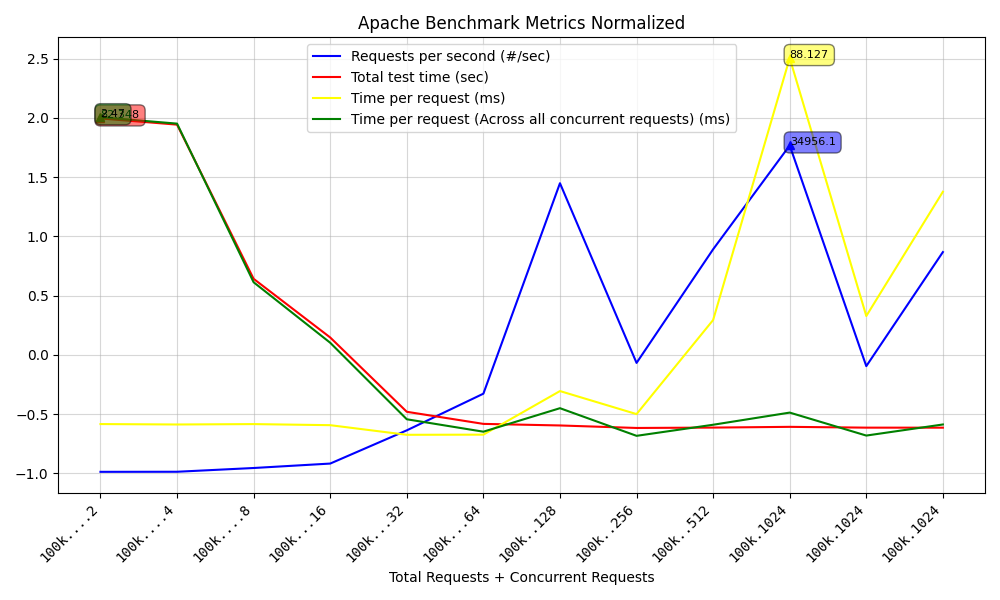 Apache Benchmark Metrics Normalized
Requests per second (#/sec)
Total test time (sec)
Time per request (ms)
Time per request (Across all concurrent requests) (ms)
88.127
34956.1
2.47
2.5
2.0
1.5
1.0
0.5
0.0
−0.5
−1.0
100k....2
100k....4
100k....8
100k...16
100k...32
100k...64
100k..128
100k..256
100k..512
100k.1024
100k.1024
100k.1024
Total Requests + Concurrent Requests